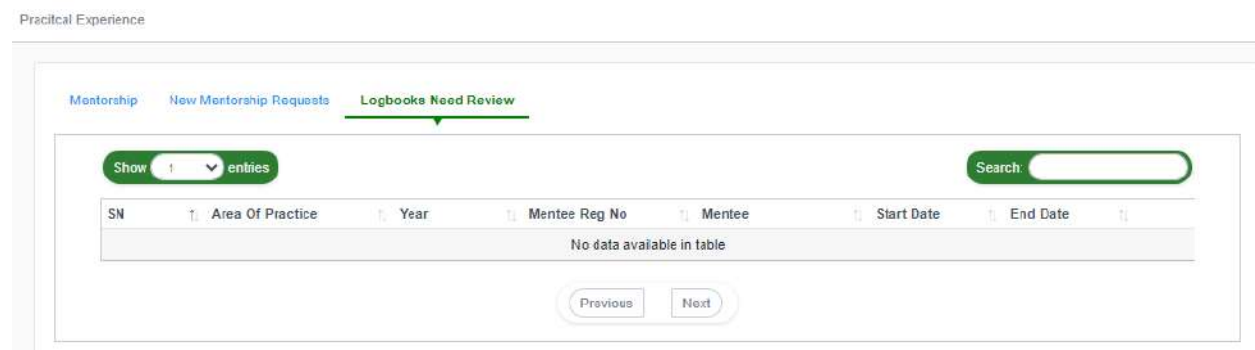 Pracitcal Experience
Mentorship New Mentorship Requests Logbooks Need Review
Show 1 entries Search:
SN Area Of Practice Year Mentee Reg No Mentee Start Date End Date
No data available in table
Previous Next